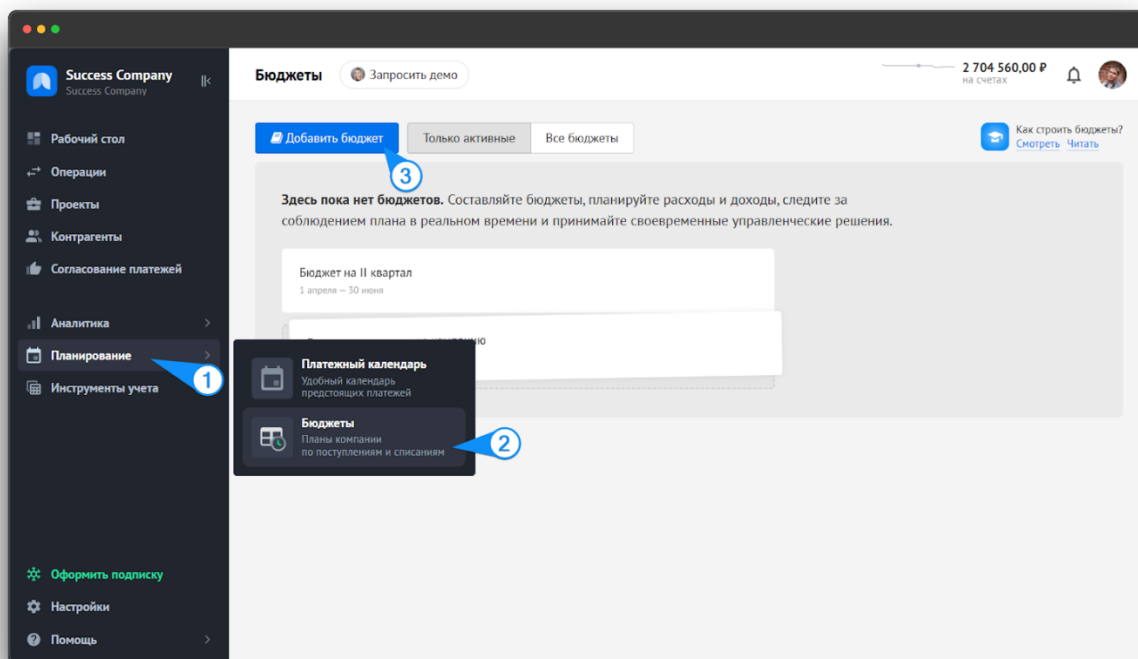 Success Company
Success Company
Рабочий стол
Операции
Проекты
Контрагенты
Согласование платежей
Аналитика
Планирование
Инструменты учета
Оформить подписку
Настройки
Помощь
Бюджеты
Запросить демо
2 704 560,00 ₽
на счетах
Добавить бюджет
Только активные
Все бюджеты
Как строить бюджеты?
Смотреть Читать
Здесь пока нет бюджетов. Составляйте бюджеты, планируйте расходы и доходы, следите за
соблюдением плана в реальном времени и принимайте своевременные управленческие решения.
Бюджет на II квартал
1 апреля — 30 июня
Платежный календарь
Удобный календарь
предстоящих платежей
Бюджеты
Планы компании
по поступлениям и списаниям
1
2
3